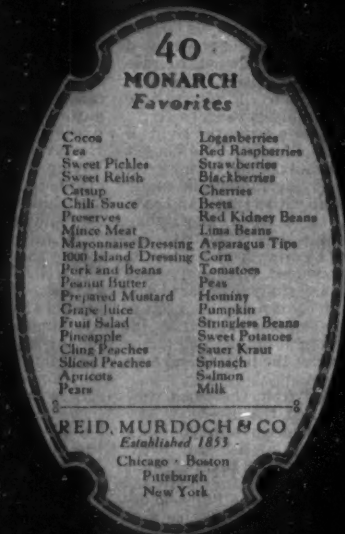 40
MONARCH
Favorites
Cocoa
Tea
Sweet Pickles
Sweet Relish
Catsup
Chili Sauce
Preserves
Mince Meat
Mayonnaise Dressing
1000 Island Dressing
Pork and Beans
Peanut Butter
Prepared Mustard
Grape Juice
Fruit Salad
Pineapple
Cling Peaches
Sliced Peaches
Apricots
Pears
Loganberries
Red Raspberries
Strawberries
Blackberries
Cherries
Beets
Red Kidney Beans
Lima Beans
Asparagus Tips
Corn
Tomatoes
Peas
Hominy
Pumpkin
Stringless Beans
Sweet Potatoes
Sauer Kraut
Spinach
Salmon
Milk
REID, MURDOCH & CO
Established 1853
Chicago · Boston
Pittsburgh
New York